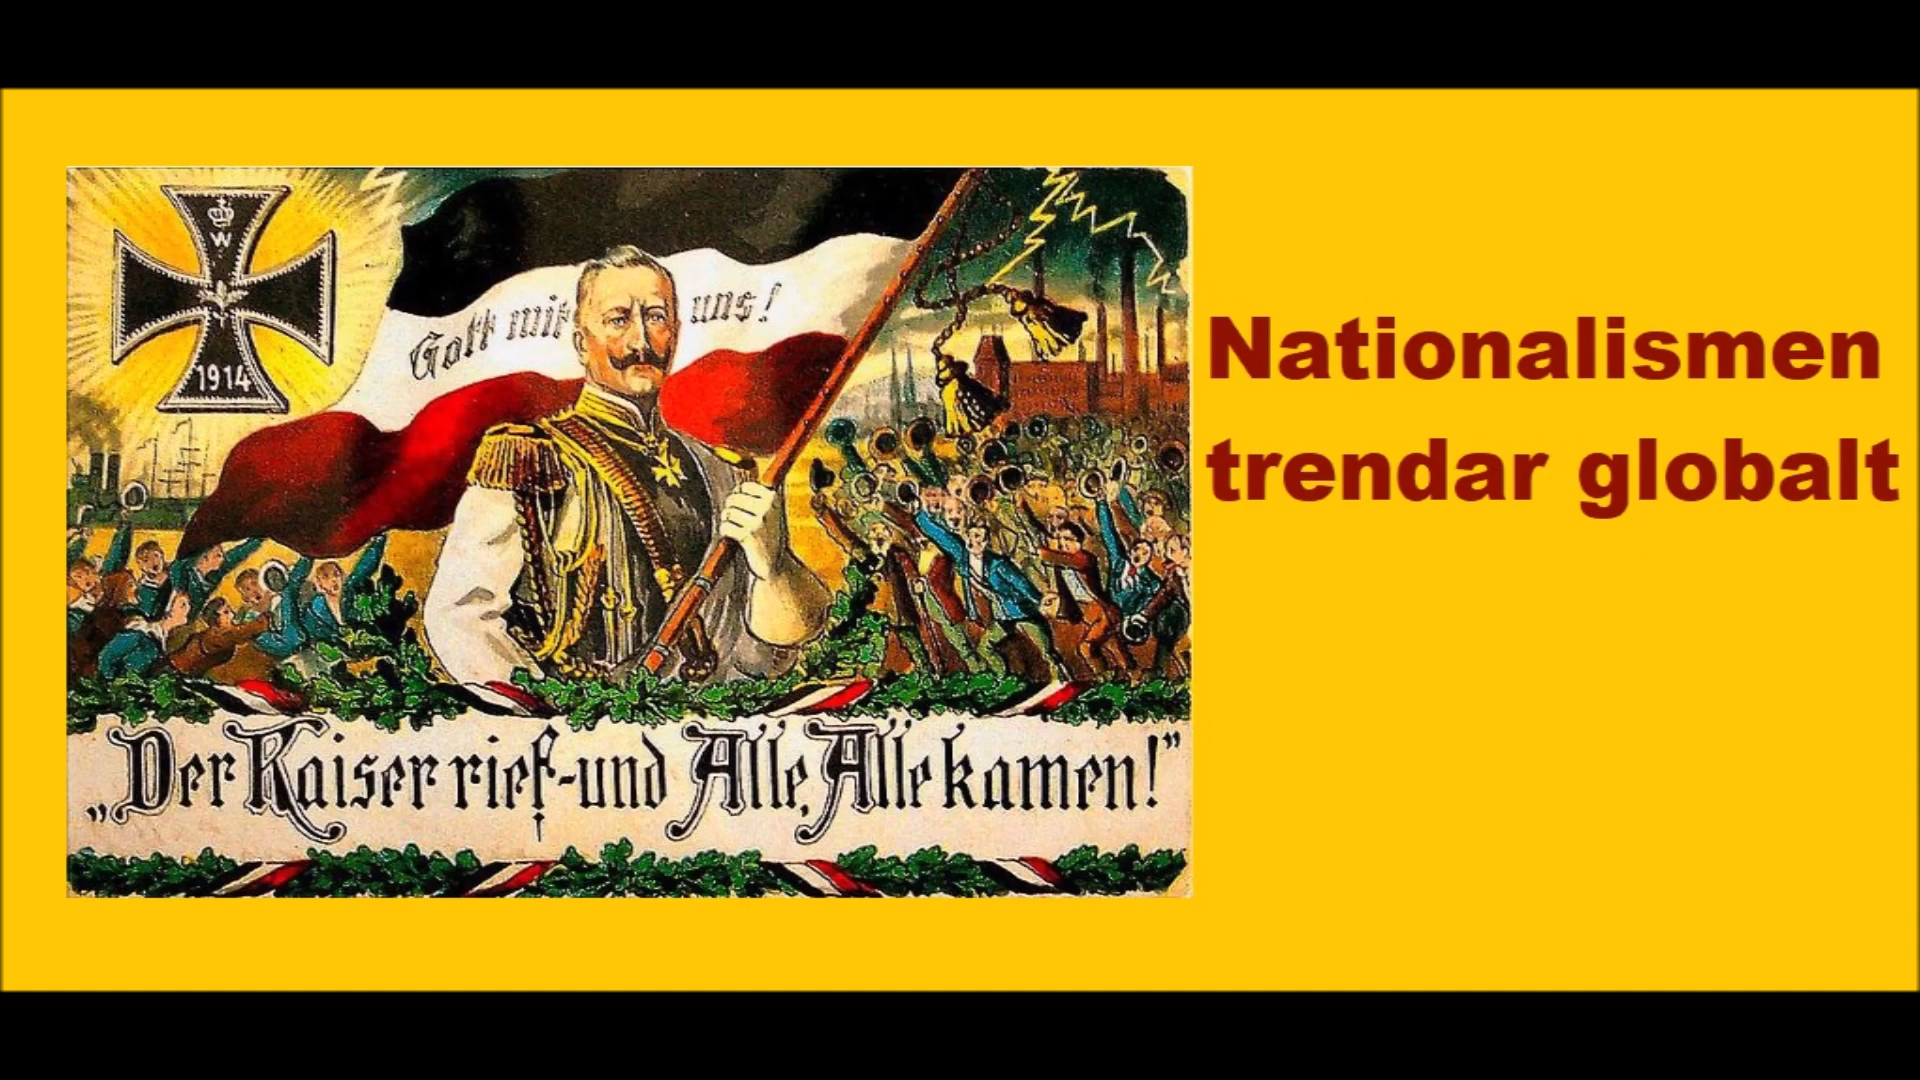 W
1914
Gott mit uns!
„Der Kaiser rief-und Alle, Alle kamen!”
Nationalismen
trendar globalt